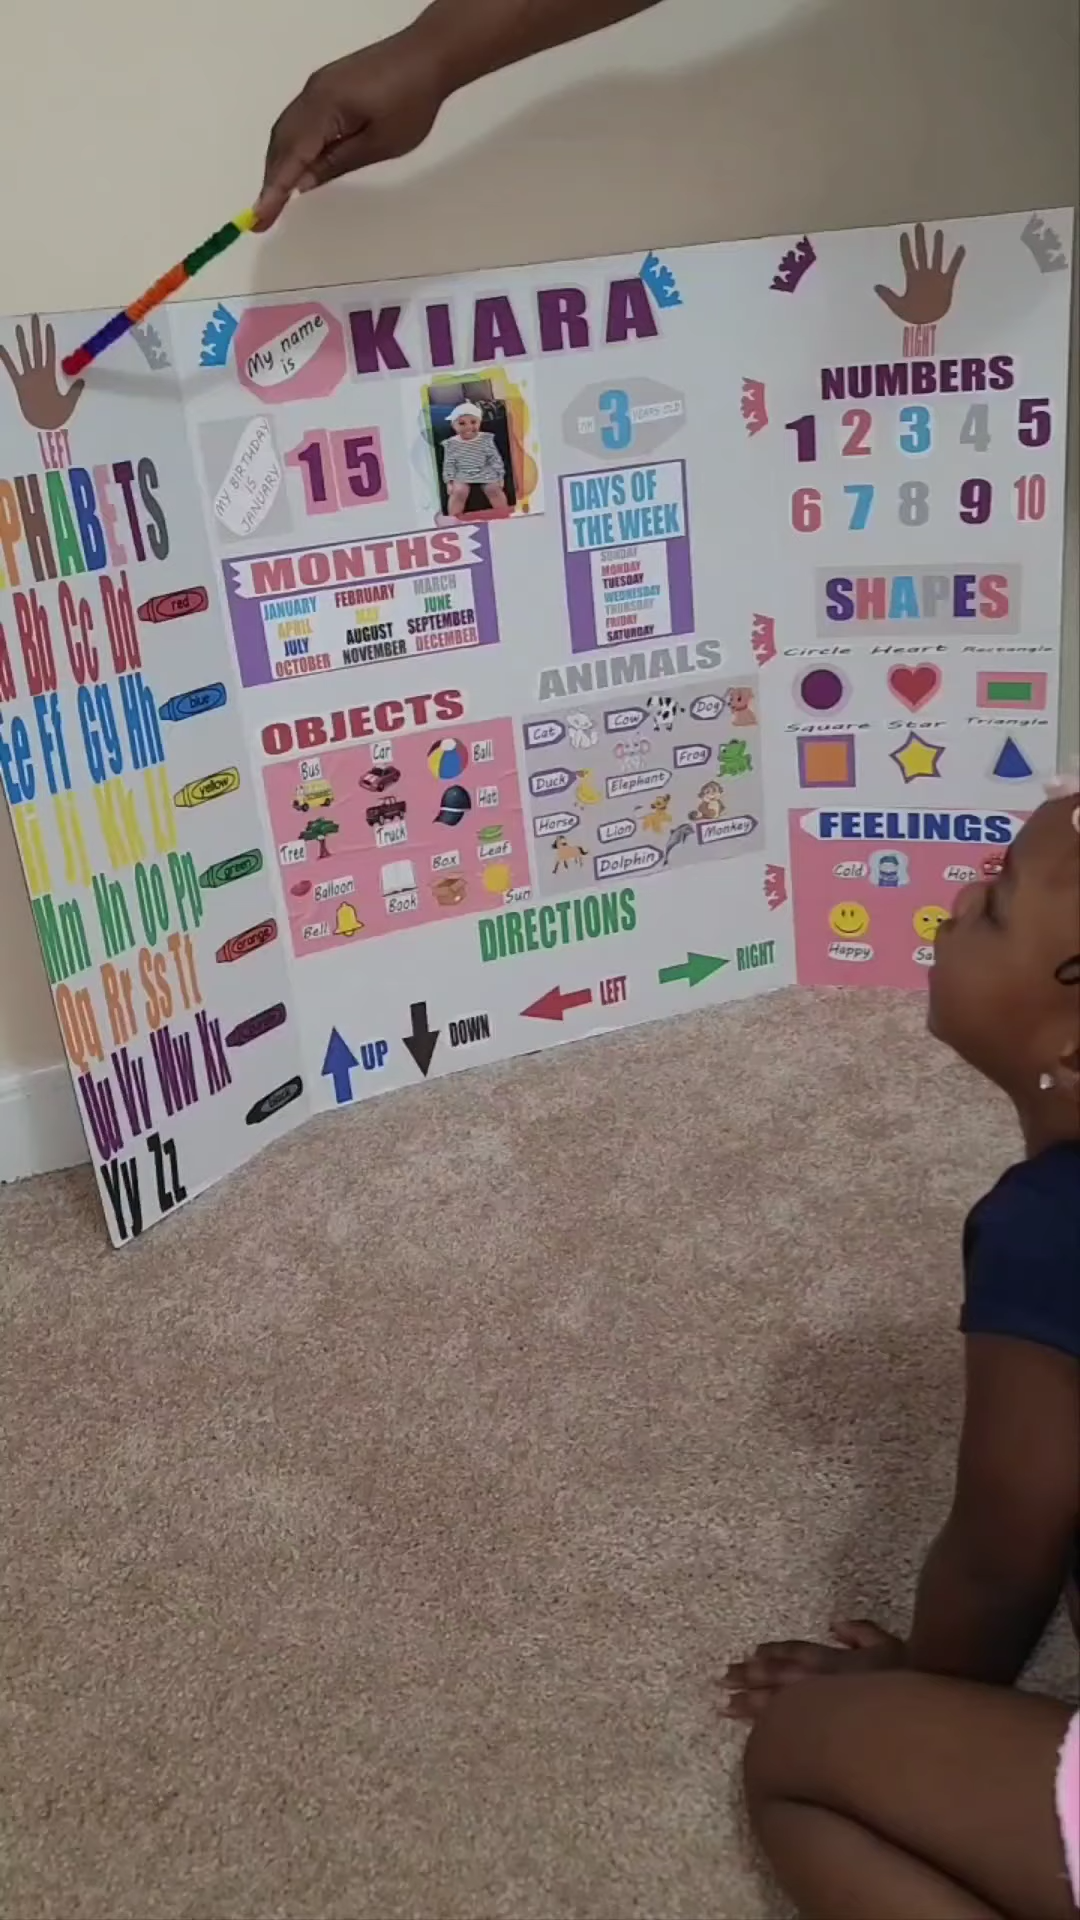 LEFT
PHABETS
Bb Cc Dd
red
Ee Ff Gg Hh
blue
yellow
Mm Nn Oo Pp
green
Qq Rr Ss Tt
orange
Uu Vv Ww Xx
Yy Zz
black
My name
is
KIARA
MY BIRTHDAY
IS
JANUARY
15
3
YEARS OLD
MONTHS
JANUARY FEBRUARY MARCH
APRIL MAY JUNE
JULY AUGUST SEPTEMBER
OCTOBER NOVEMBER DECEMBER
DAYS OF
THE WEEK
SUNDAY
MONDAY
TUESDAY
WEDNESDAY
THURSDAY
FRIDAY
SATURDAY
OBJECTS
Bus Car Ball
Truck Hat
Tree Box Leaf
Balloon Book Sun
Bell
ANIMALS
Cat Cow Dog
Duck Elephant Frog
Horse Lion Monkey
Dolphin
DIRECTIONS
UP DOWN LEFT RIGHT
RIGHT
NUMBERS
1 2 3 4 5
6 7 8 9 10
SHAPES
Circle Heart Rectangle
Square Star Triangle
FEELINGS
Cold Hot
Happy Sa